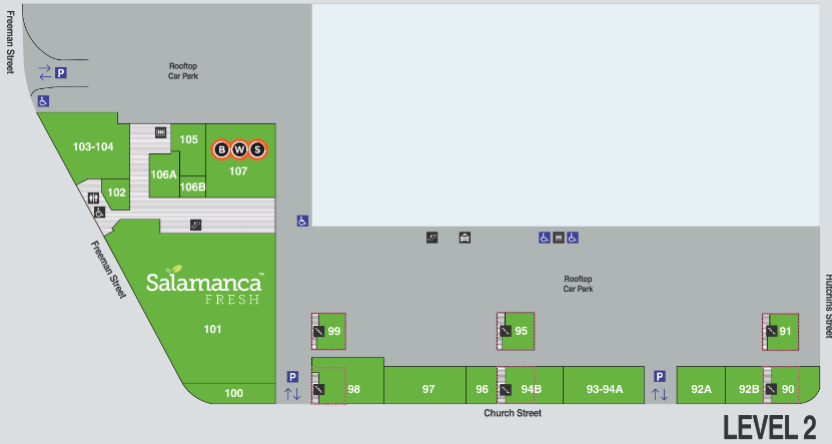 Freeman Street
P
Rooftop
Car Park
103-104
105
B W S
107
106A
106B
102
Freeman Street
Salamanca™
FRESH
101
100
Rooftop
Car Park
Hutchins Street
99
95
91
P
98
97
96
94B
93-94A
P
92A
92B
90
Church Street
LEVEL 2